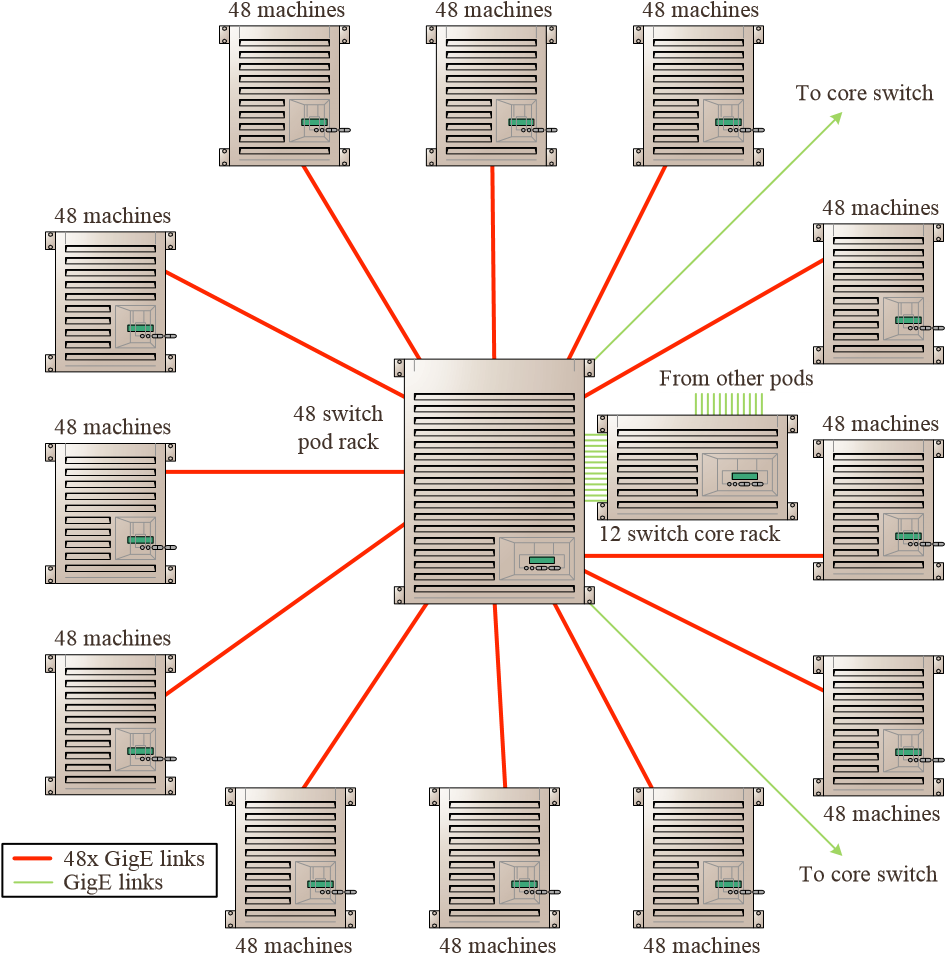 48 machines
48 machines
48 machines
To core switch
48 machines
48 machines
From other pods
48 switch
pod rack
48 machines
48 machines
12 switch core rack
48 machines
48 machines
48x GigE links
GigE links
To core switch
48 machines
48 machines
48 machines